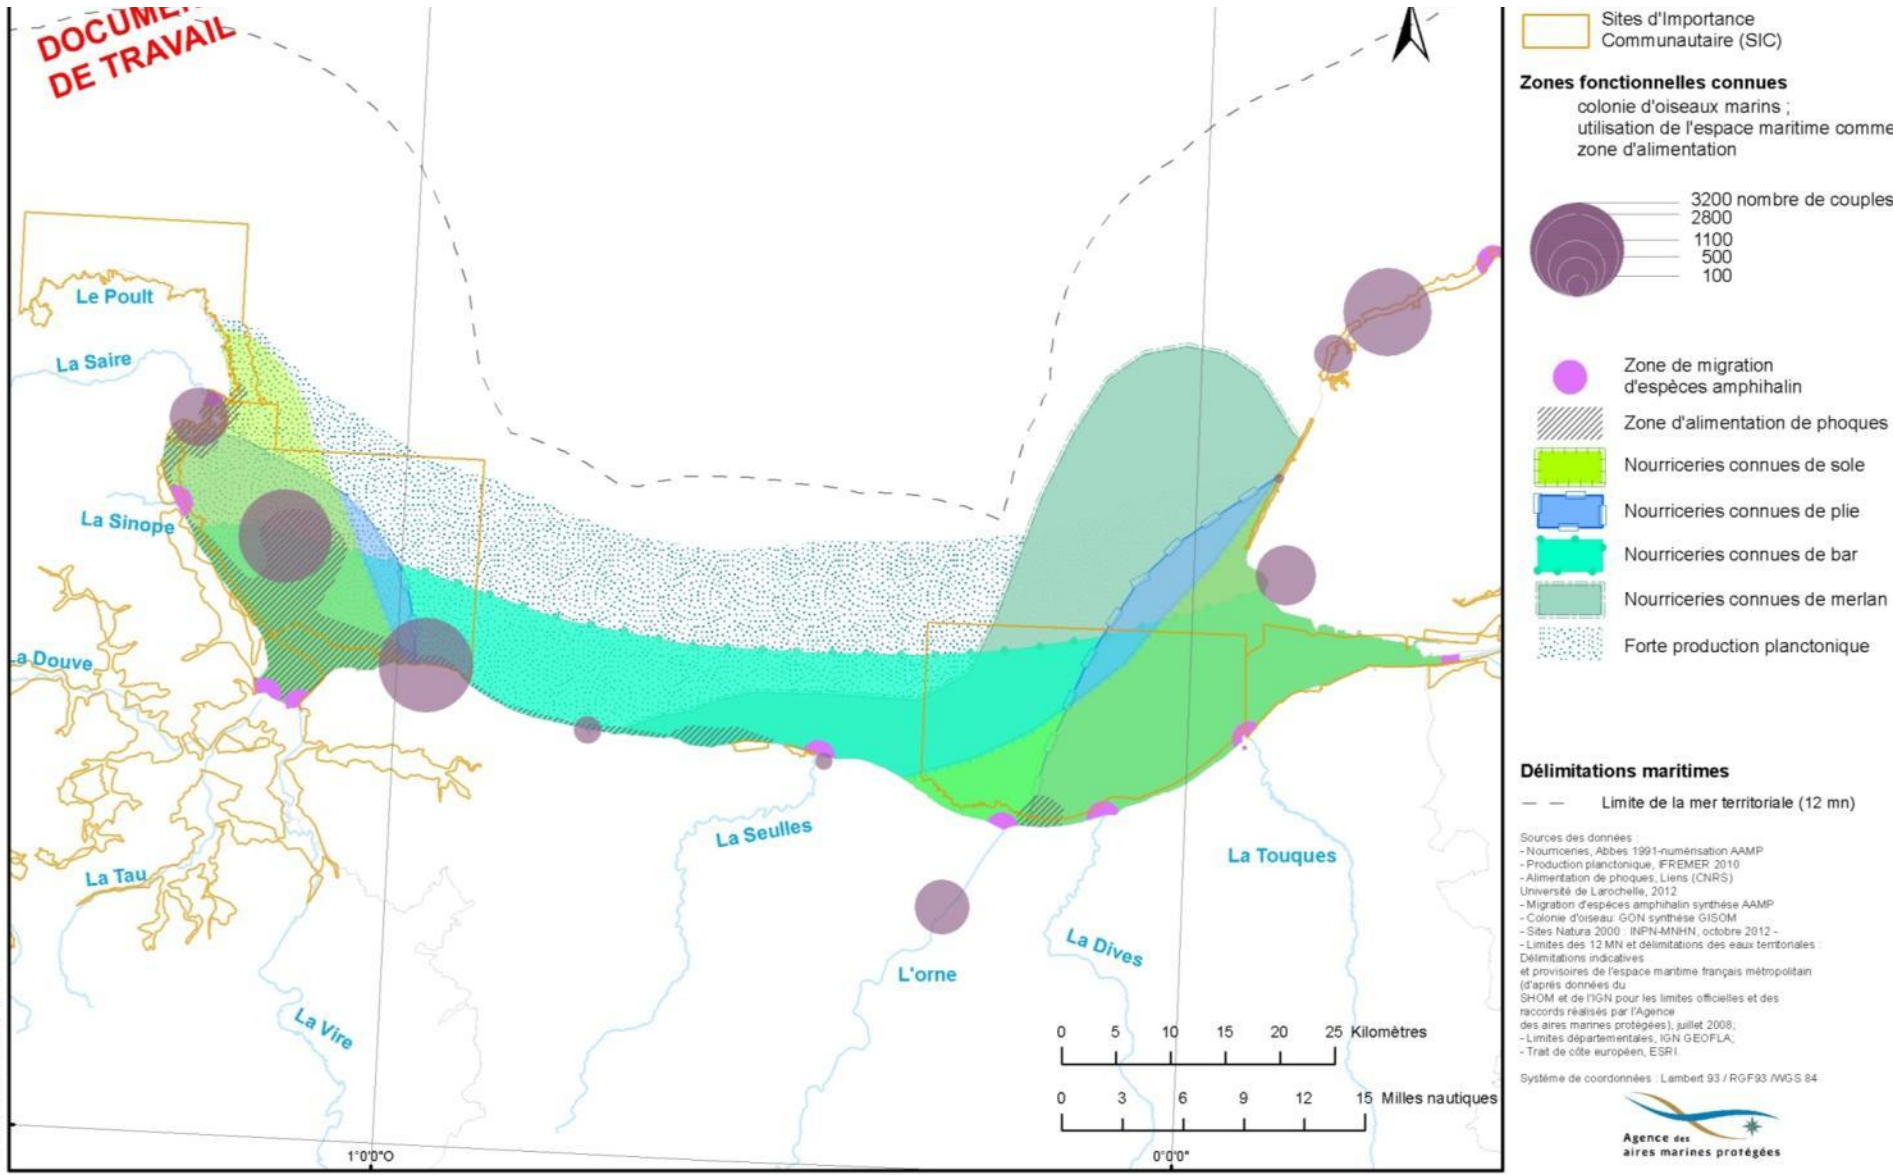 DE TRAVAIL
Le Poult
La Saire
La Sinope
a Douve
La Tau
La Vire
La Seulles
L'orne
La Dives
La Touques
0 5 10 15 20 25 Kilomètres
0 3 6 9 12 15 Milles nautiques
1°0'0"O
0°0'0"
Sites d'Importance
Communautaire (SIC)
Zones fonctionnelles connues
colonie d'oiseaux marins ;
utilisation de l'espace maritime comme
zone d'alimentation
3200 nombre de couples
2800
1100
500
100
Zone de migration
d'espèces amphihalin
Zone d'alimentation de phoques
Nourriceries connues de sole
Nourriceries connues de plie
Nourriceries connues de bar
Nourriceries connues de merlan
Forte production planctonique
Délimitations maritimes
Limite de la mer territoriale (12 mn)
Sources des données :
- Nourriceries, Abbes 1991-numérisation AAMP
- Production planctonique, IFREMER 2010
- Alimentation de phoques, Liens (CNRS)
Université de Larochelle, 2012
- Migration d'espèces amphihalin synthèse AAMP
- Colonie d'oiseau: GON synthèse GISOM
- Sites Natura 2000 : INPN-MNHN, octobre 2012 -
- Limites des 12 MN et délimitations des eaux territoriales :
Délimitations indicatives
et provisoires de l'espace maritime français métropolitain
(d'après données du
SHOM et de l'IGN pour les limites officielles et des
raccords réalisés par l'Agence
des aires marines protégées), juillet 2008;
- Limites départementales, IGN GEOFLA;
- Trait de côte européen, ESRI.
Système de coordonnées : Lambert 93 / RGF93 /WGS 84
Agence des
aires marines protégées